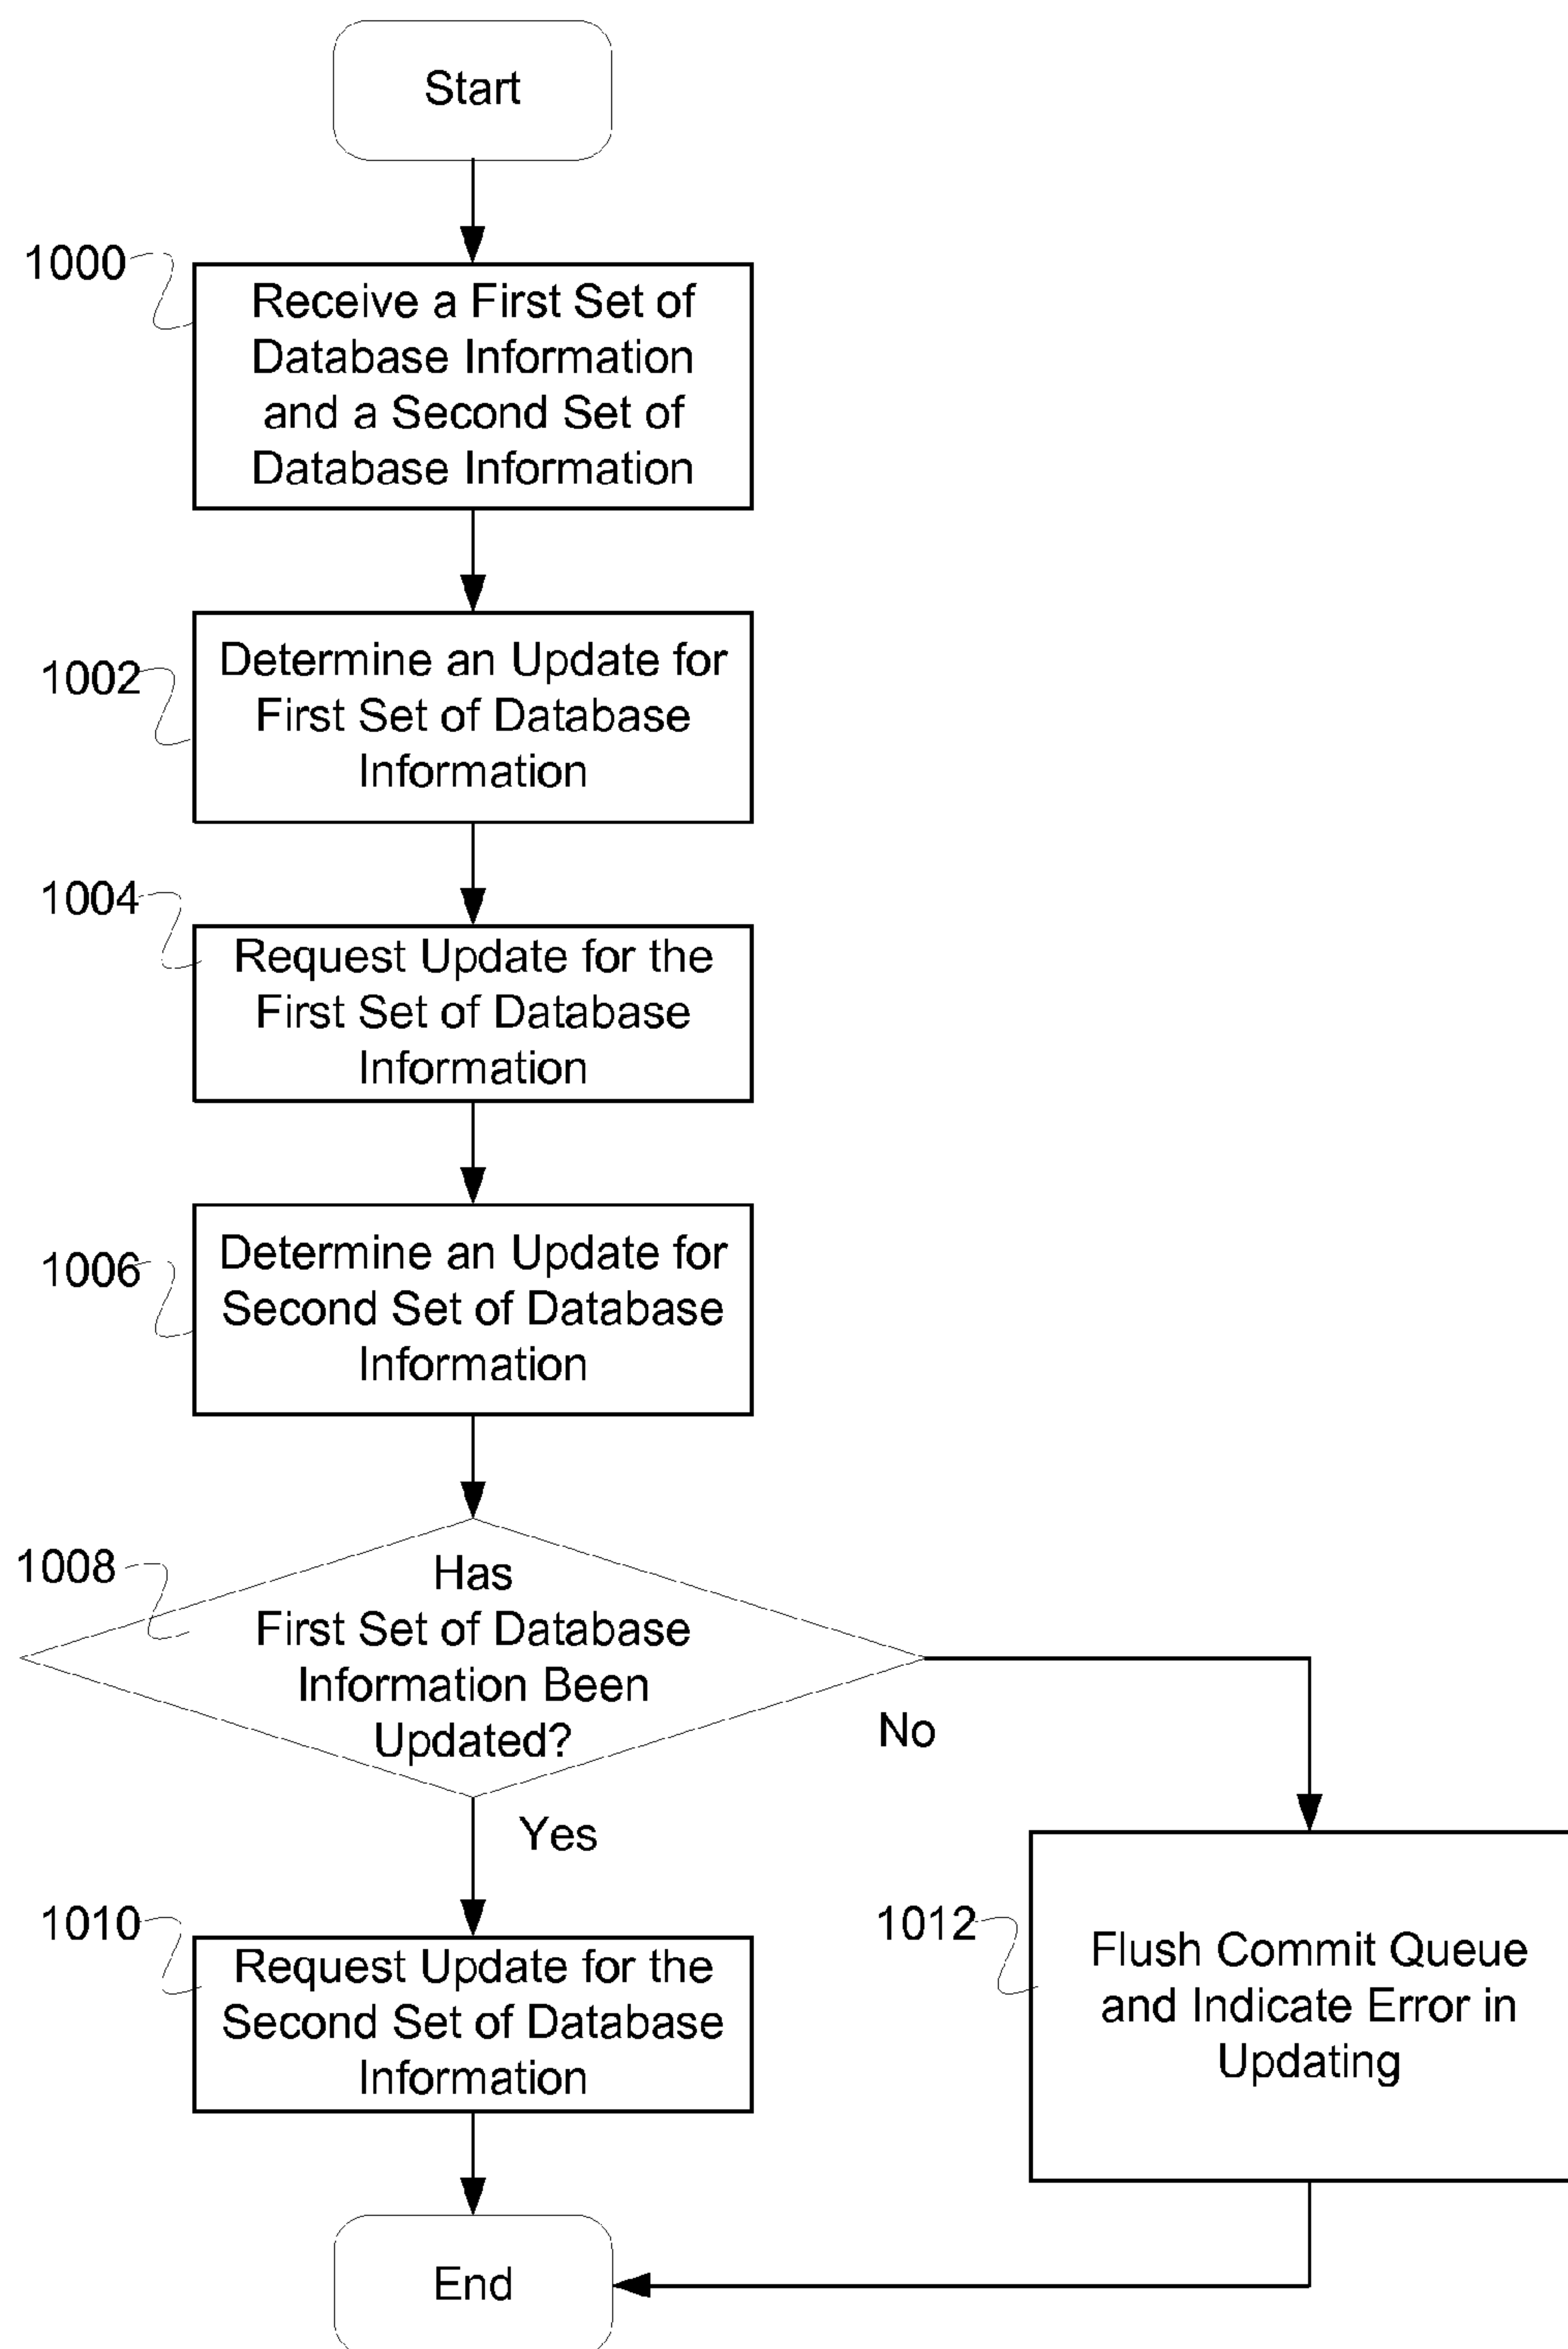 Start
1000
Receive a First Set of
Database Information
and a Second Set of
Database Information
1002
Determine an Update for
First Set of Database
Information
1004
Request Update for the
First Set of Database
Information
1006
Determine an Update for
Second Set of Database
Information
1008
Has
First Set of Database
Information Been
Updated?
No
Yes
1010
Request Update for the
Second Set of Database
Information
1012
Flush Commit Queue
and Indicate Error in
Updating
End